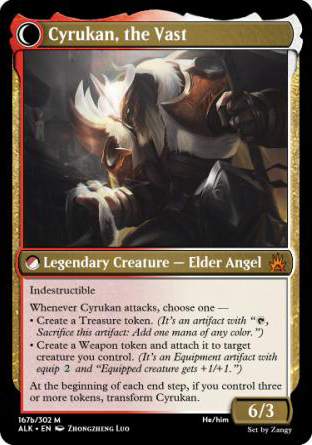 Cyrukan, the Vast
Legendary Creature — Elder Angel
Indestructible
Whenever Cyrukan attacks, choose one —
• Create a Treasure token. (It's an artifact with “T,
Sacrifice this artifact: Add one mana of any color.”)
• Create a Weapon token and attach it to target
creature you control. (It's an Equipment artifact with
equip 2 and “Equipped creature gets +1/+1.”)
At the beginning of each end step, if you control three
or more tokens, transform Cyrukan.
6/3
167b/302 M
He/him
ALK • EN Zhongzheng Luo
Set by Zangy